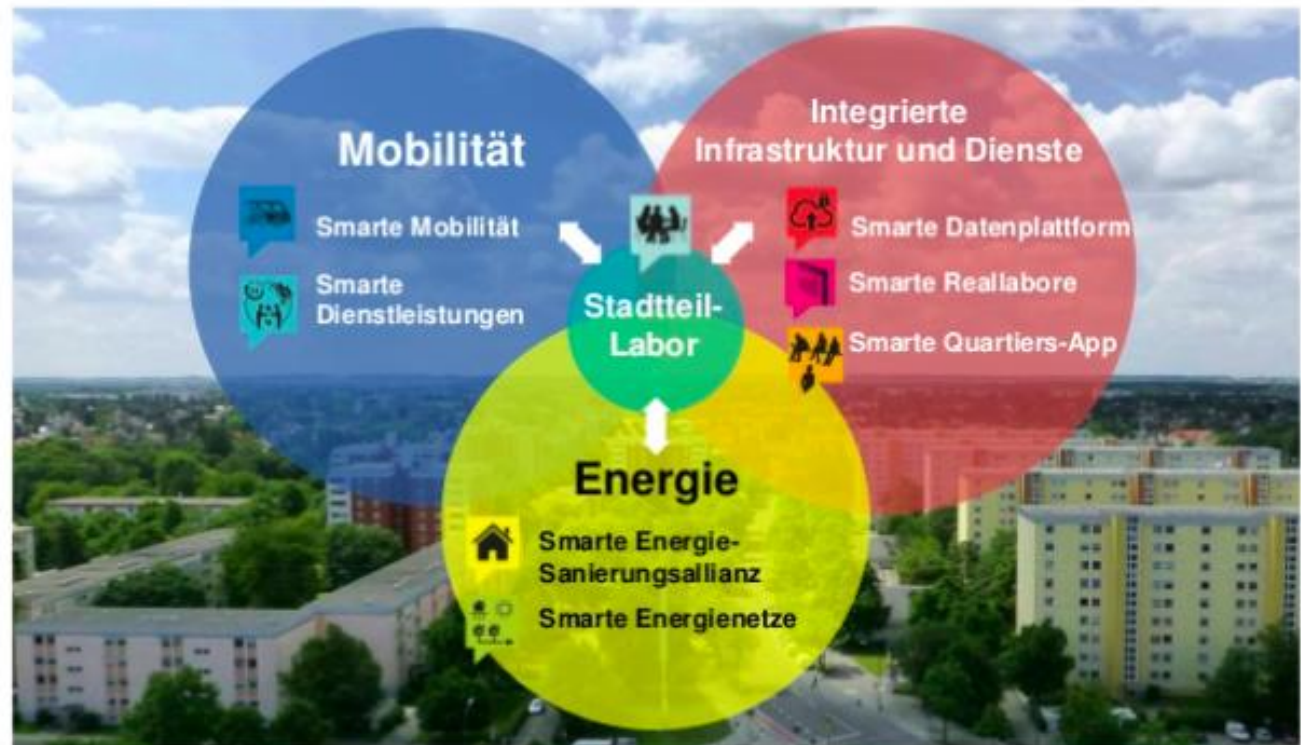 Mobilität
Smarte Mobilität
Smarte
Dienstleistungen
Integrierte
Infrastruktur und Dienste
Smarte Datenplattform
Smarte Reallabore
Smarte Quartiers-App
Stadtteil-
Labor
Energie
Smarte Energie-
Sanierungsallianz
Smarte Energienetze